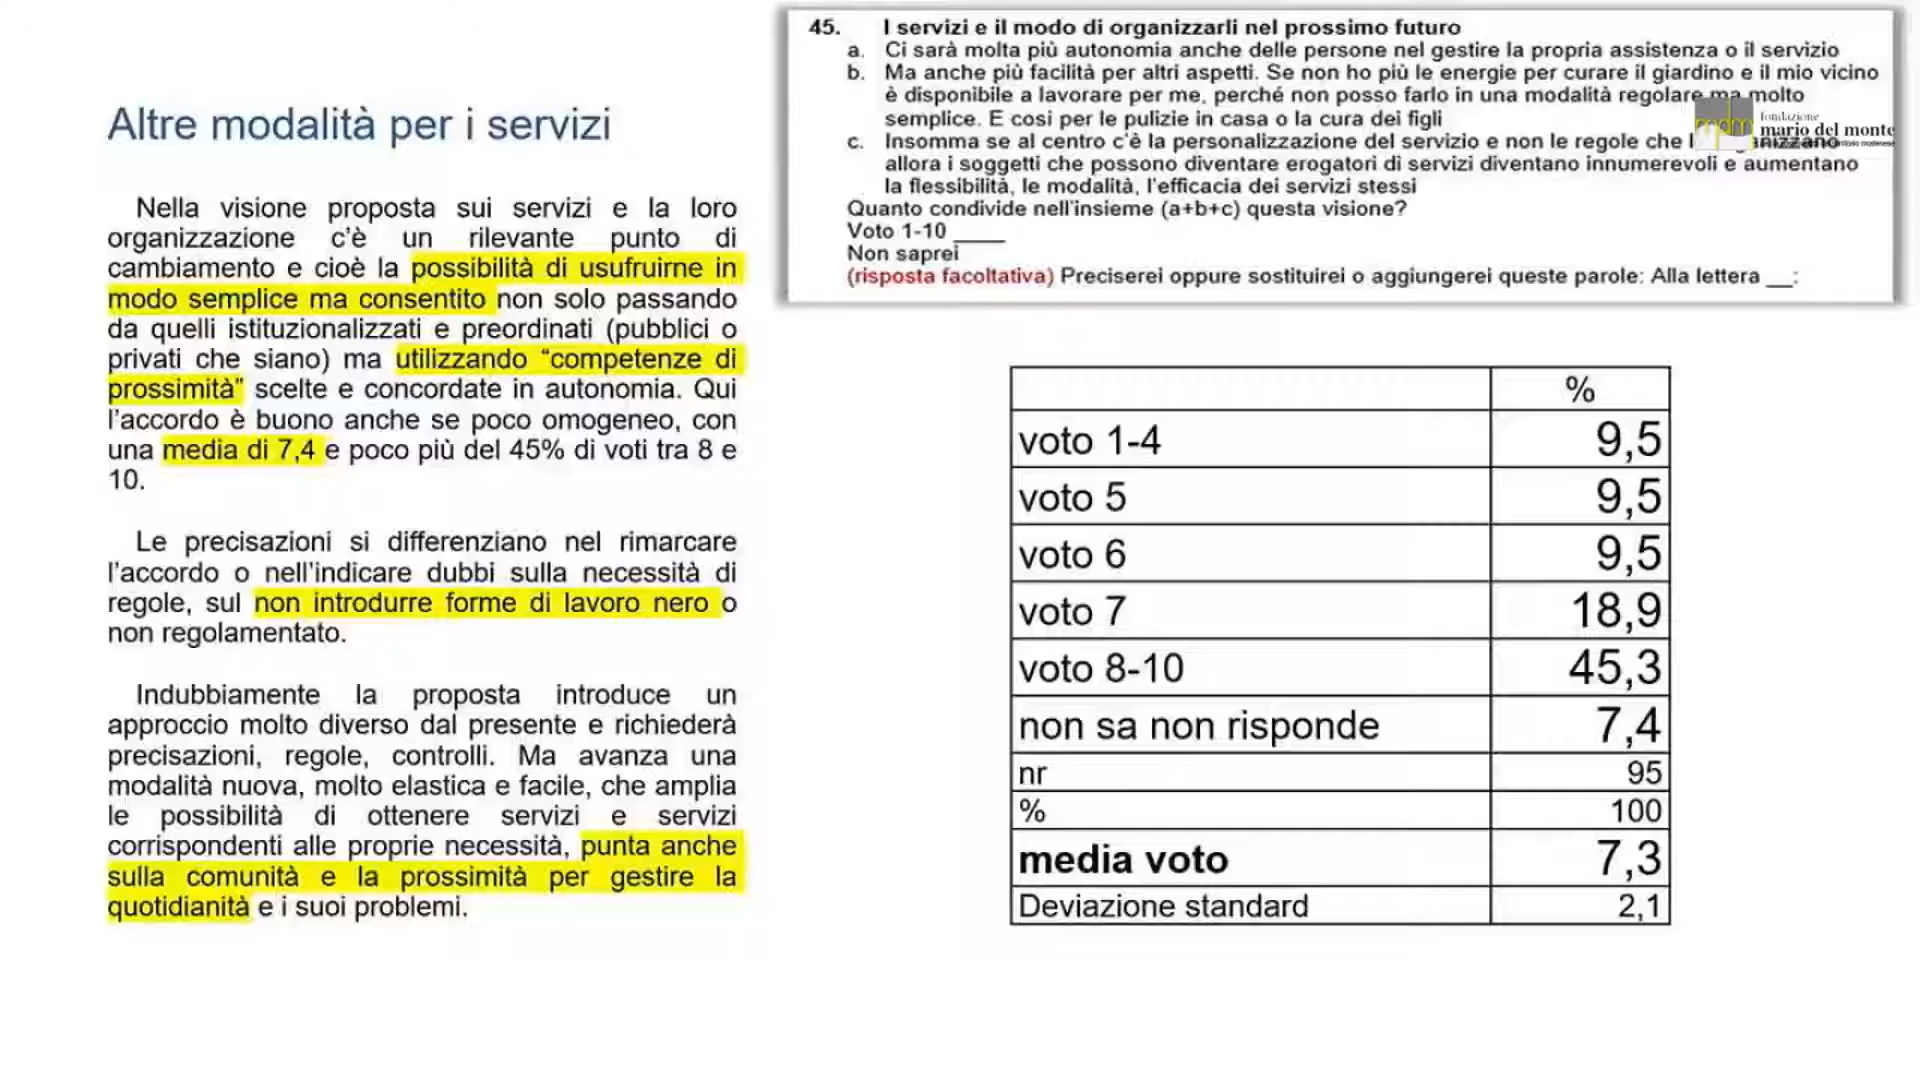 Altre modalità per i servizi
Nella visione proposta sui servizi e la loro
organizzazione c'è un rilevante punto di
cambiamento e cioè la possibilità di usufruirne in
modo semplice ma consentito non solo passando
da quelli istituzionalizzati e preordinati (pubblici o
privati che siano) ma utilizzando “competenze di
prossimità” scelte e concordate in autonomia. Qui
l'accordo è buono anche se poco omogeneo, con
una media di 7,4 e poco più del 45% di voti tra 8 e
10.
Le precisazioni si differenziano nel rimarcare
l'accordo o nell'indicare dubbi sulla necessità di
regole, sul non introdurre forme di lavoro nero o
non regolamentato.
Indubbiamente la proposta introduce un
approccio molto diverso dal presente e richiederà
precisazioni, regole, controlli. Ma avanza una
modalità nuova, molto elastica e facile, che amplia
le possibilità di ottenere servizi e servizi
corrispondenti alle proprie necessità, punta anche
sulla comunità e la prossimità per gestire la
quotidianità e i suoi problemi.
45. I servizi e il modo di organizzarli nel prossimo futuro
a. Ci sarà molta più autonomia anche delle persone nel gestire la propria assistenza o il servizio
b. Ma anche più facilità per altri aspetti. Se non ho più le energie per curare il giardino e il mio vicino
è disponibile a lavorare per me, perché non posso farlo in una modalità regolare ma molto
semplice. E cosi per le pulizie in casa o la cura dei figli
c. Insomma se al centro c'è la personalizzazione del servizio e non le regole che
allora i soggetti che possono diventare erogatori di servizi diventano innumerevoli e aumentano
la flessibilità, le modalità, l'efficacia dei servizi stessi
Quanto condivide nell'insieme (a+b+c) questa visione?
Voto 1-10 ____
Non saprei
(risposta facoltativa) Preciserei oppure sostituirei o aggiungerei queste parole: Alla lettera __:
mdm
fondazione
mario del monte
%
voto 1-4 9,5
voto 5 9,5
voto 6 9,5
voto 7 18,9
voto 8-10 45,3
non sa non risponde 7,4
nr 95
% 100
media voto 7,3
Deviazione standard 2,1